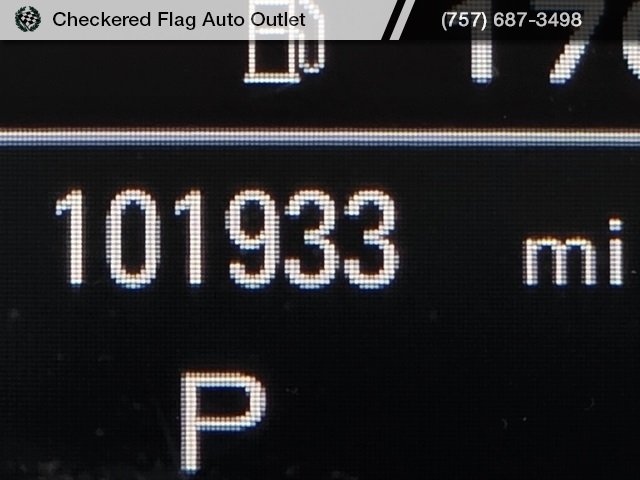 Checkered Flag Auto Outlet (757) 687-3498
101933 mi
P